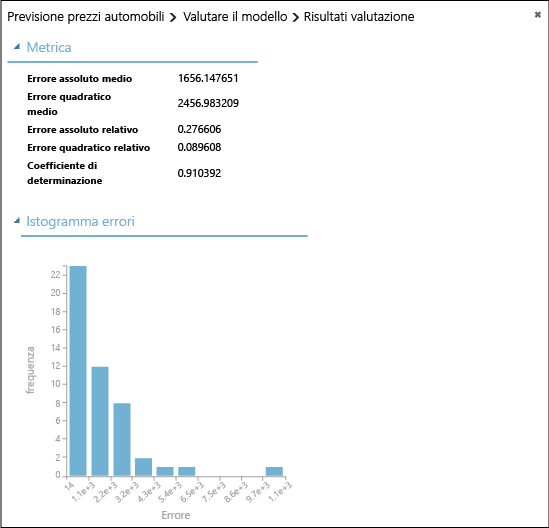 Previsione prezzi automobili > Valutare il modello > Risultati valutazione
Metrica
Errore assoluto medio 1656.147651
Errore quadratico
medio 2456.983209
Errore assoluto relativo 0.276606
Errore quadratico relativo 0.089608
Coefficiente di
determinazione 0.910392
Istogramma errori
frequenza
22
20
18
16
14
12
10
8
6
4
2
0
14 1.1e+3 2.2e+3 3.2e+3 4.3e+3 5.4e+3 6.5e+3 7.5e+3 8.6e+3 9.7e+3 1.1e+3
Errore